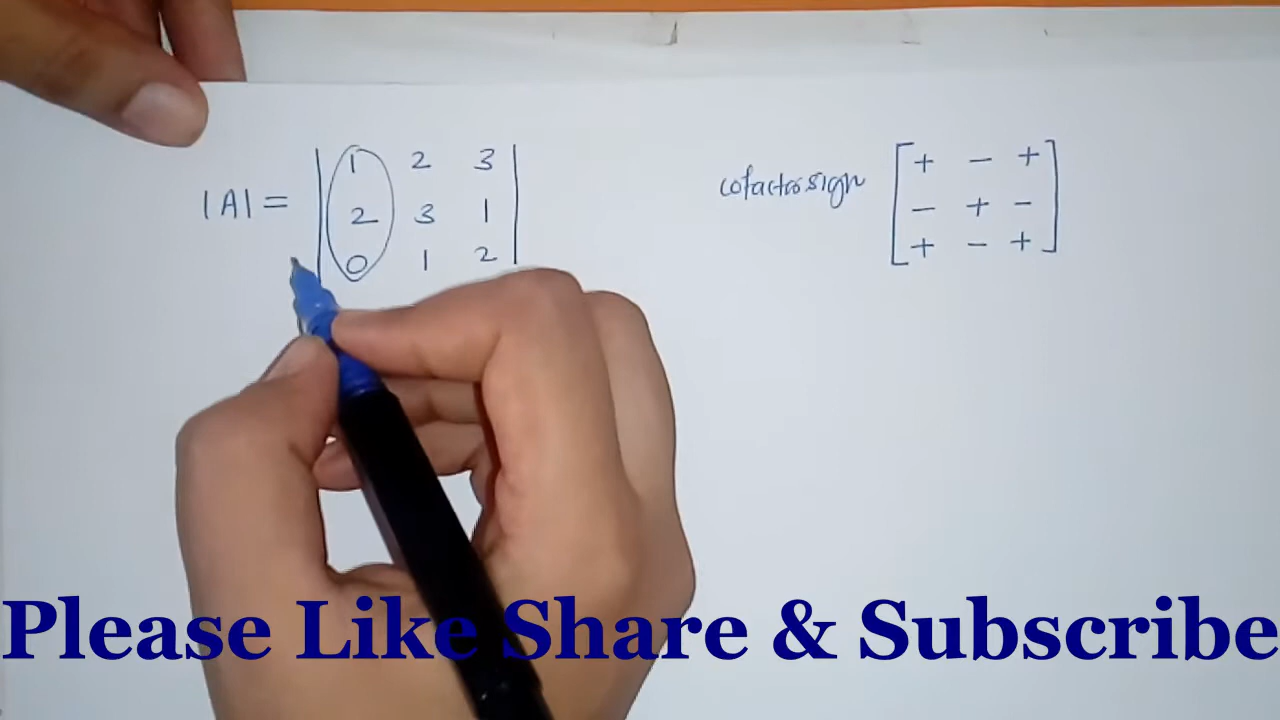 |A| = | 1 2 3 |
| 2 3 1 |
| 0 1 2 |
cofactor sign [ + − + ]
[ − + − ]
[ + − + ]
Please Like Share & Subscribe